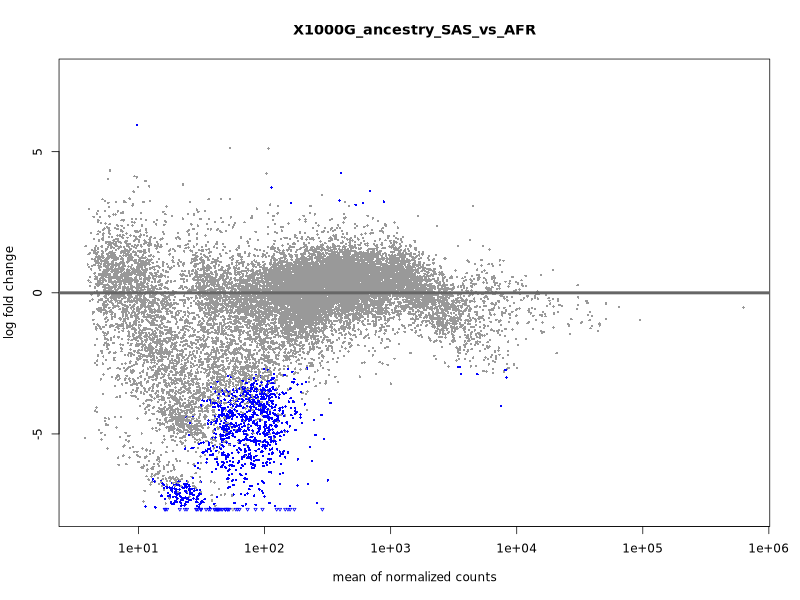 X1000G_ancestry_SAS_vs_AFR
5
0
-5
log fold change
1e+01 1e+02 1e+03 1e+04 1e+05 1e+06
mean of normalized counts